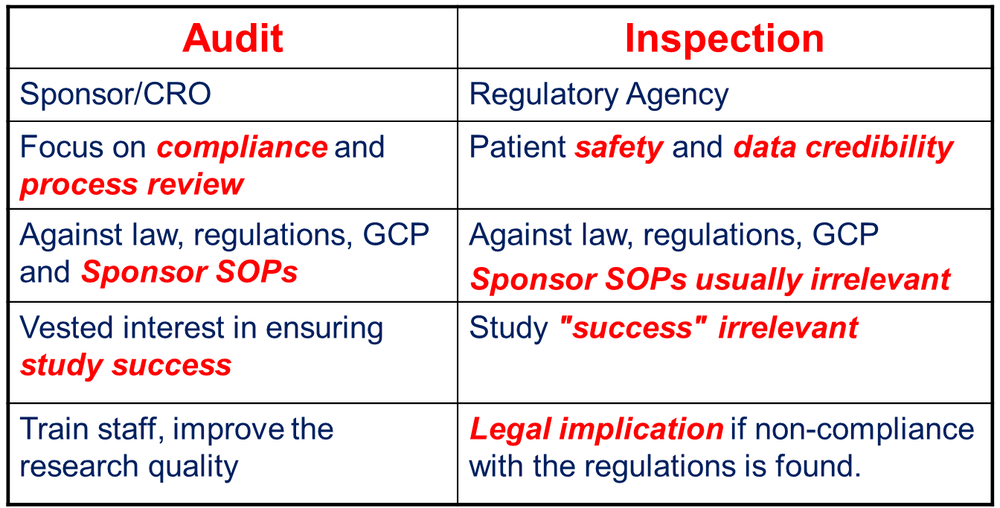 Audit
Inspection
Sponsor/CRO
Regulatory Agency
Focus on compliance and
process review
Patient safety and data credibility
Against law, regulations, GCP
and Sponsor SOPs
Against law, regulations, GCP
Sponsor SOPs usually irrelevant
Vested interest in ensuring
study success
Study "success" irrelevant
Train staff, improve the
research quality
Legal implication if non-compliance
with the regulations is found.